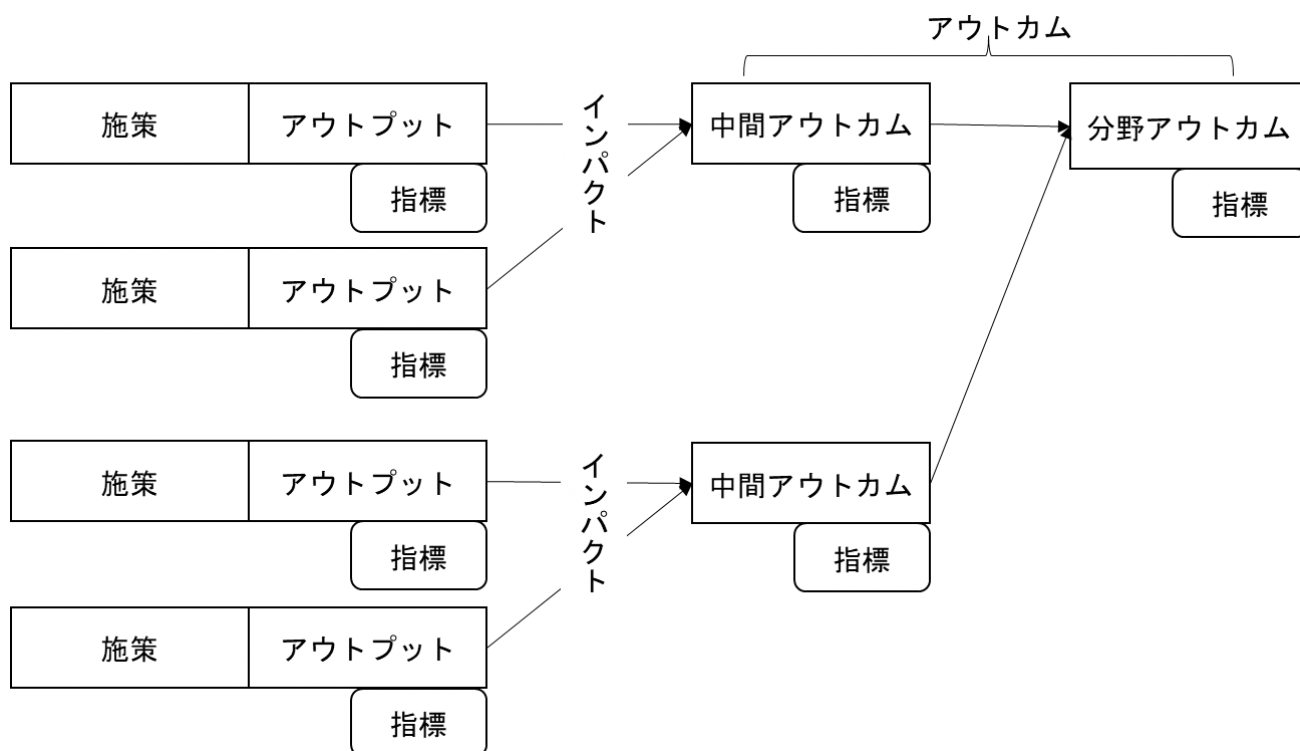 アウトカム
施策
アウトプット
インパクト
中間アウトカム
分野アウトカム
指標
指標
指標
施策
アウトプット
指標
施策
アウトプット
インパクト
中間アウトカム
指標
指標
施策
アウトプット
指標